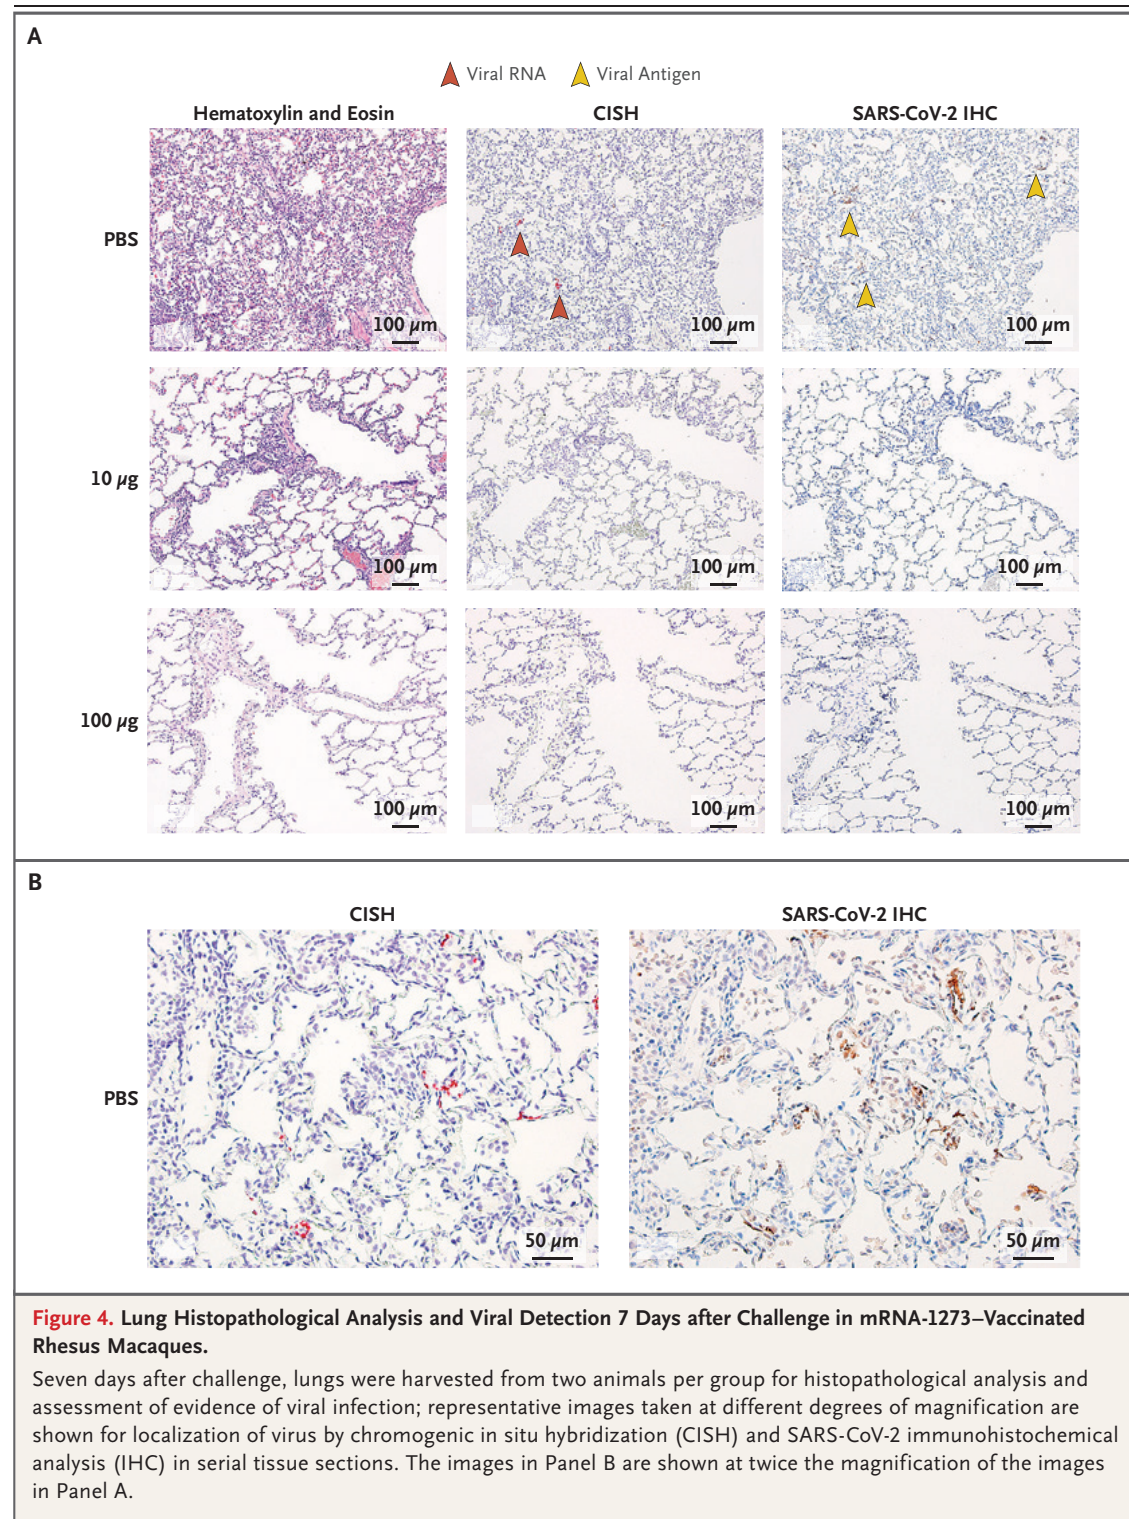 A
Viral RNA
Viral Antigen
Hematoxylin and Eosin
CISH
SARS-CoV-2 IHC
PBS
100 µm
100 µm
100 µm
10 µg
100 µm
100 µm
100 µm
100 µg
100 µm
100 µm
100 µm
B
CISH
SARS-CoV-2 IHC
PBS
50 µm
50 µm
Figure 4. Lung Histopathological Analysis and Viral Detection 7 Days after Challenge in mRNA-1273–Vaccinated
Rhesus Macaques.
Seven days after challenge, lungs were harvested from two animals per group for histopathological analysis and
assessment of evidence of viral infection; representative images taken at different degrees of magnification are
shown for localization of virus by chromogenic in situ hybridization (CISH) and SARS-CoV-2 immunohistochemical
analysis (IHC) in serial tissue sections. The images in Panel B are shown at twice the magnification of the images
in Panel A.